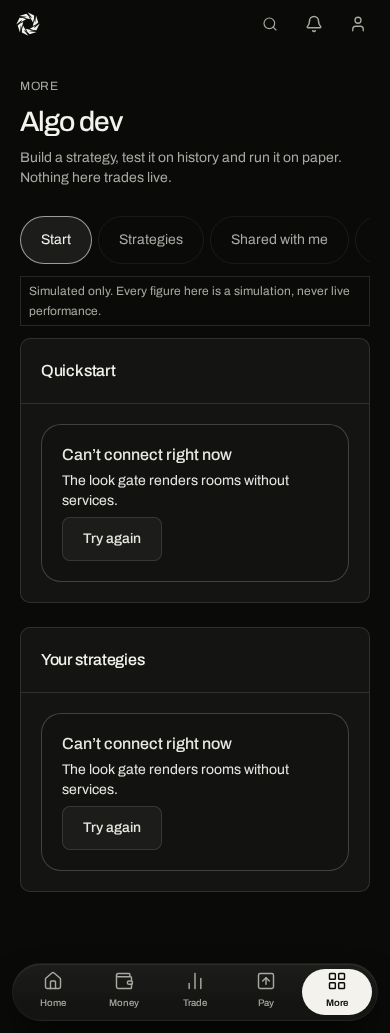 MORE
Algo dev
Build a strategy, test it on history and run it on paper.
Nothing here trades live.
Start
Strategies
Shared with me
Simulated only. Every figure here is a simulation, never live
performance.
Quickstart
Can’t connect right now
The look gate renders rooms without
services.
Try again
Your strategies
Can’t connect right now
The look gate renders rooms without
services.
Try again
Home
Money
Trade
Pay
More